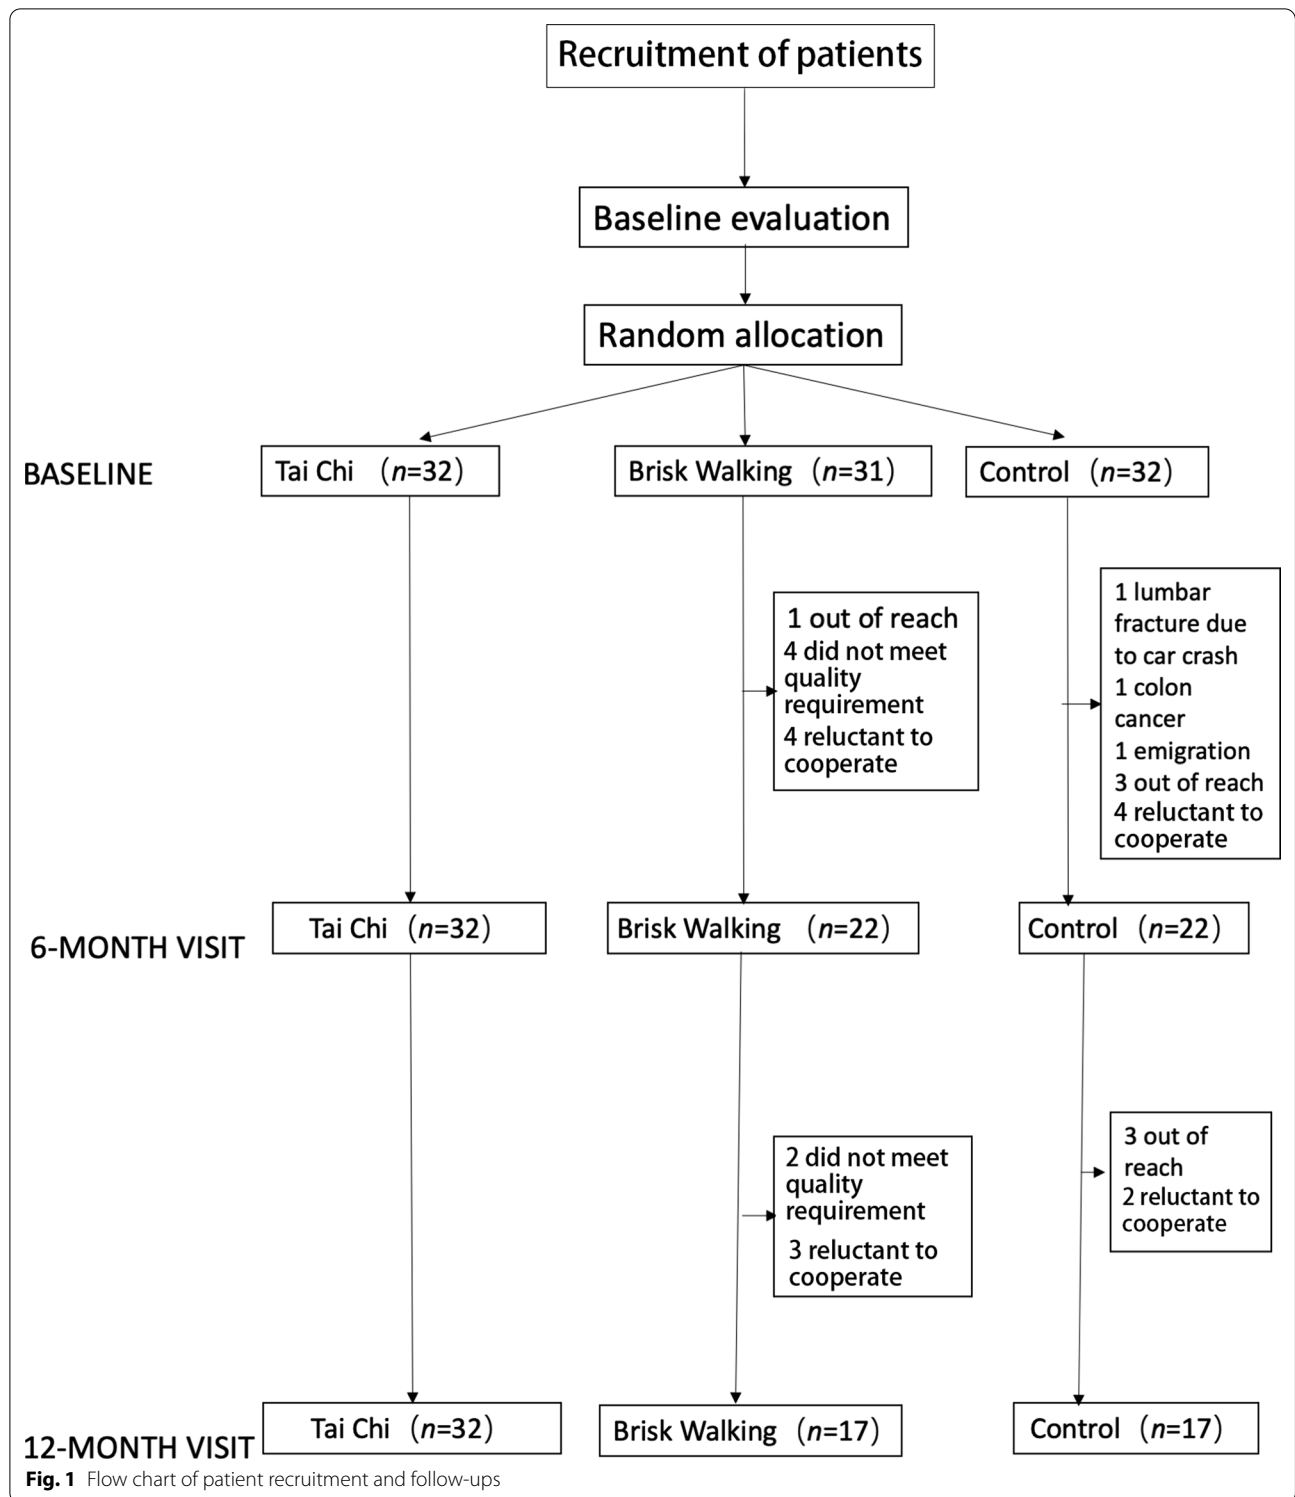 Recruitment of patients
Baseline evaluation
Random allocation
BASELINE
Tai Chi （n=32）
Brisk Walking （n=31）
Control （n=32）
1 out of reach
4 did not meet
quality
requirement
4 reluctant to
cooperate
1 lumbar
fracture due
to car crash
1 colon
cancer
1 emigration
3 out of reach
4 reluctant to
cooperate
6-MONTH VISIT
Tai Chi （n=32）
Brisk Walking （n=22）
Control （n=22）
2 did not meet
quality
requirement
3 reluctant to
cooperate
3 out of
reach
2 reluctant to
cooperate
12-MONTH VISIT
Tai Chi （n=32）
Brisk Walking （n=17）
Control （n=17）
Fig. 1 Flow chart of patient recruitment and follow-ups